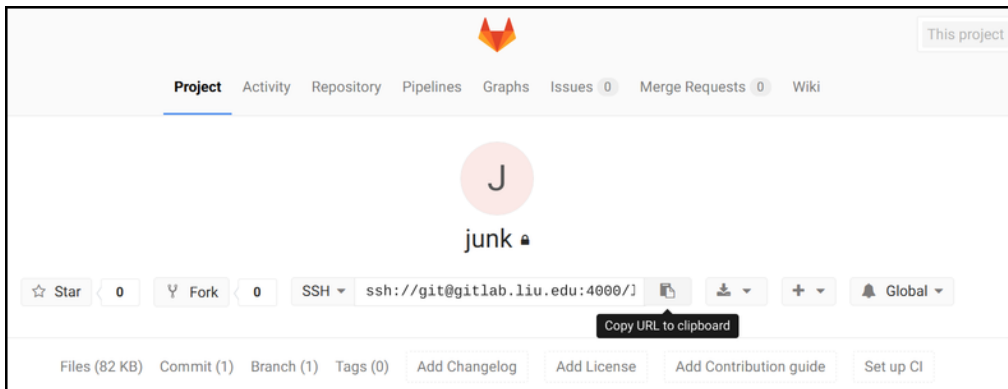 This project
Project Activity Repository Pipelines Graphs Issues 0 Merge Requests 0 Wiki
J
junk
Star 0 Fork 0 SSH ssh://git@gitlab.liu.edu:4000/ Global
Copy URL to clipboard
Files (82 KB) Commit (1) Branch (1) Tags (0) Add Changelog Add License Add Contribution guide Set up CI